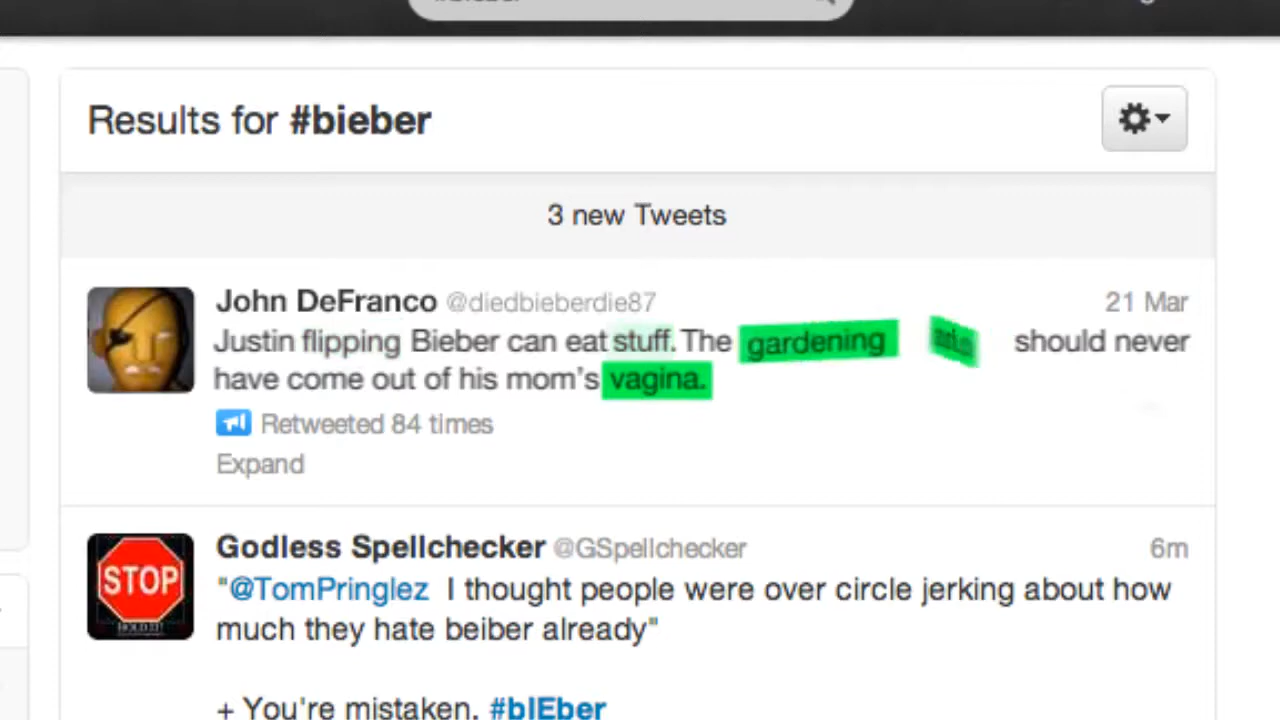 Results for #bieber
3 new Tweets
John DeFranco @diedbieberdie87 21 Mar
Justin flipping Bieber can eat stuff. The gardening should never
have come out of his mom's vagina.
Retweeted 84 times
Expand
Godless Spellchecker @GSpellchecker 6m
"@TomPringlez I thought people were over circle jerking about how
much they hate beiber already"
+ You're mistaken. #bIEber
STOP